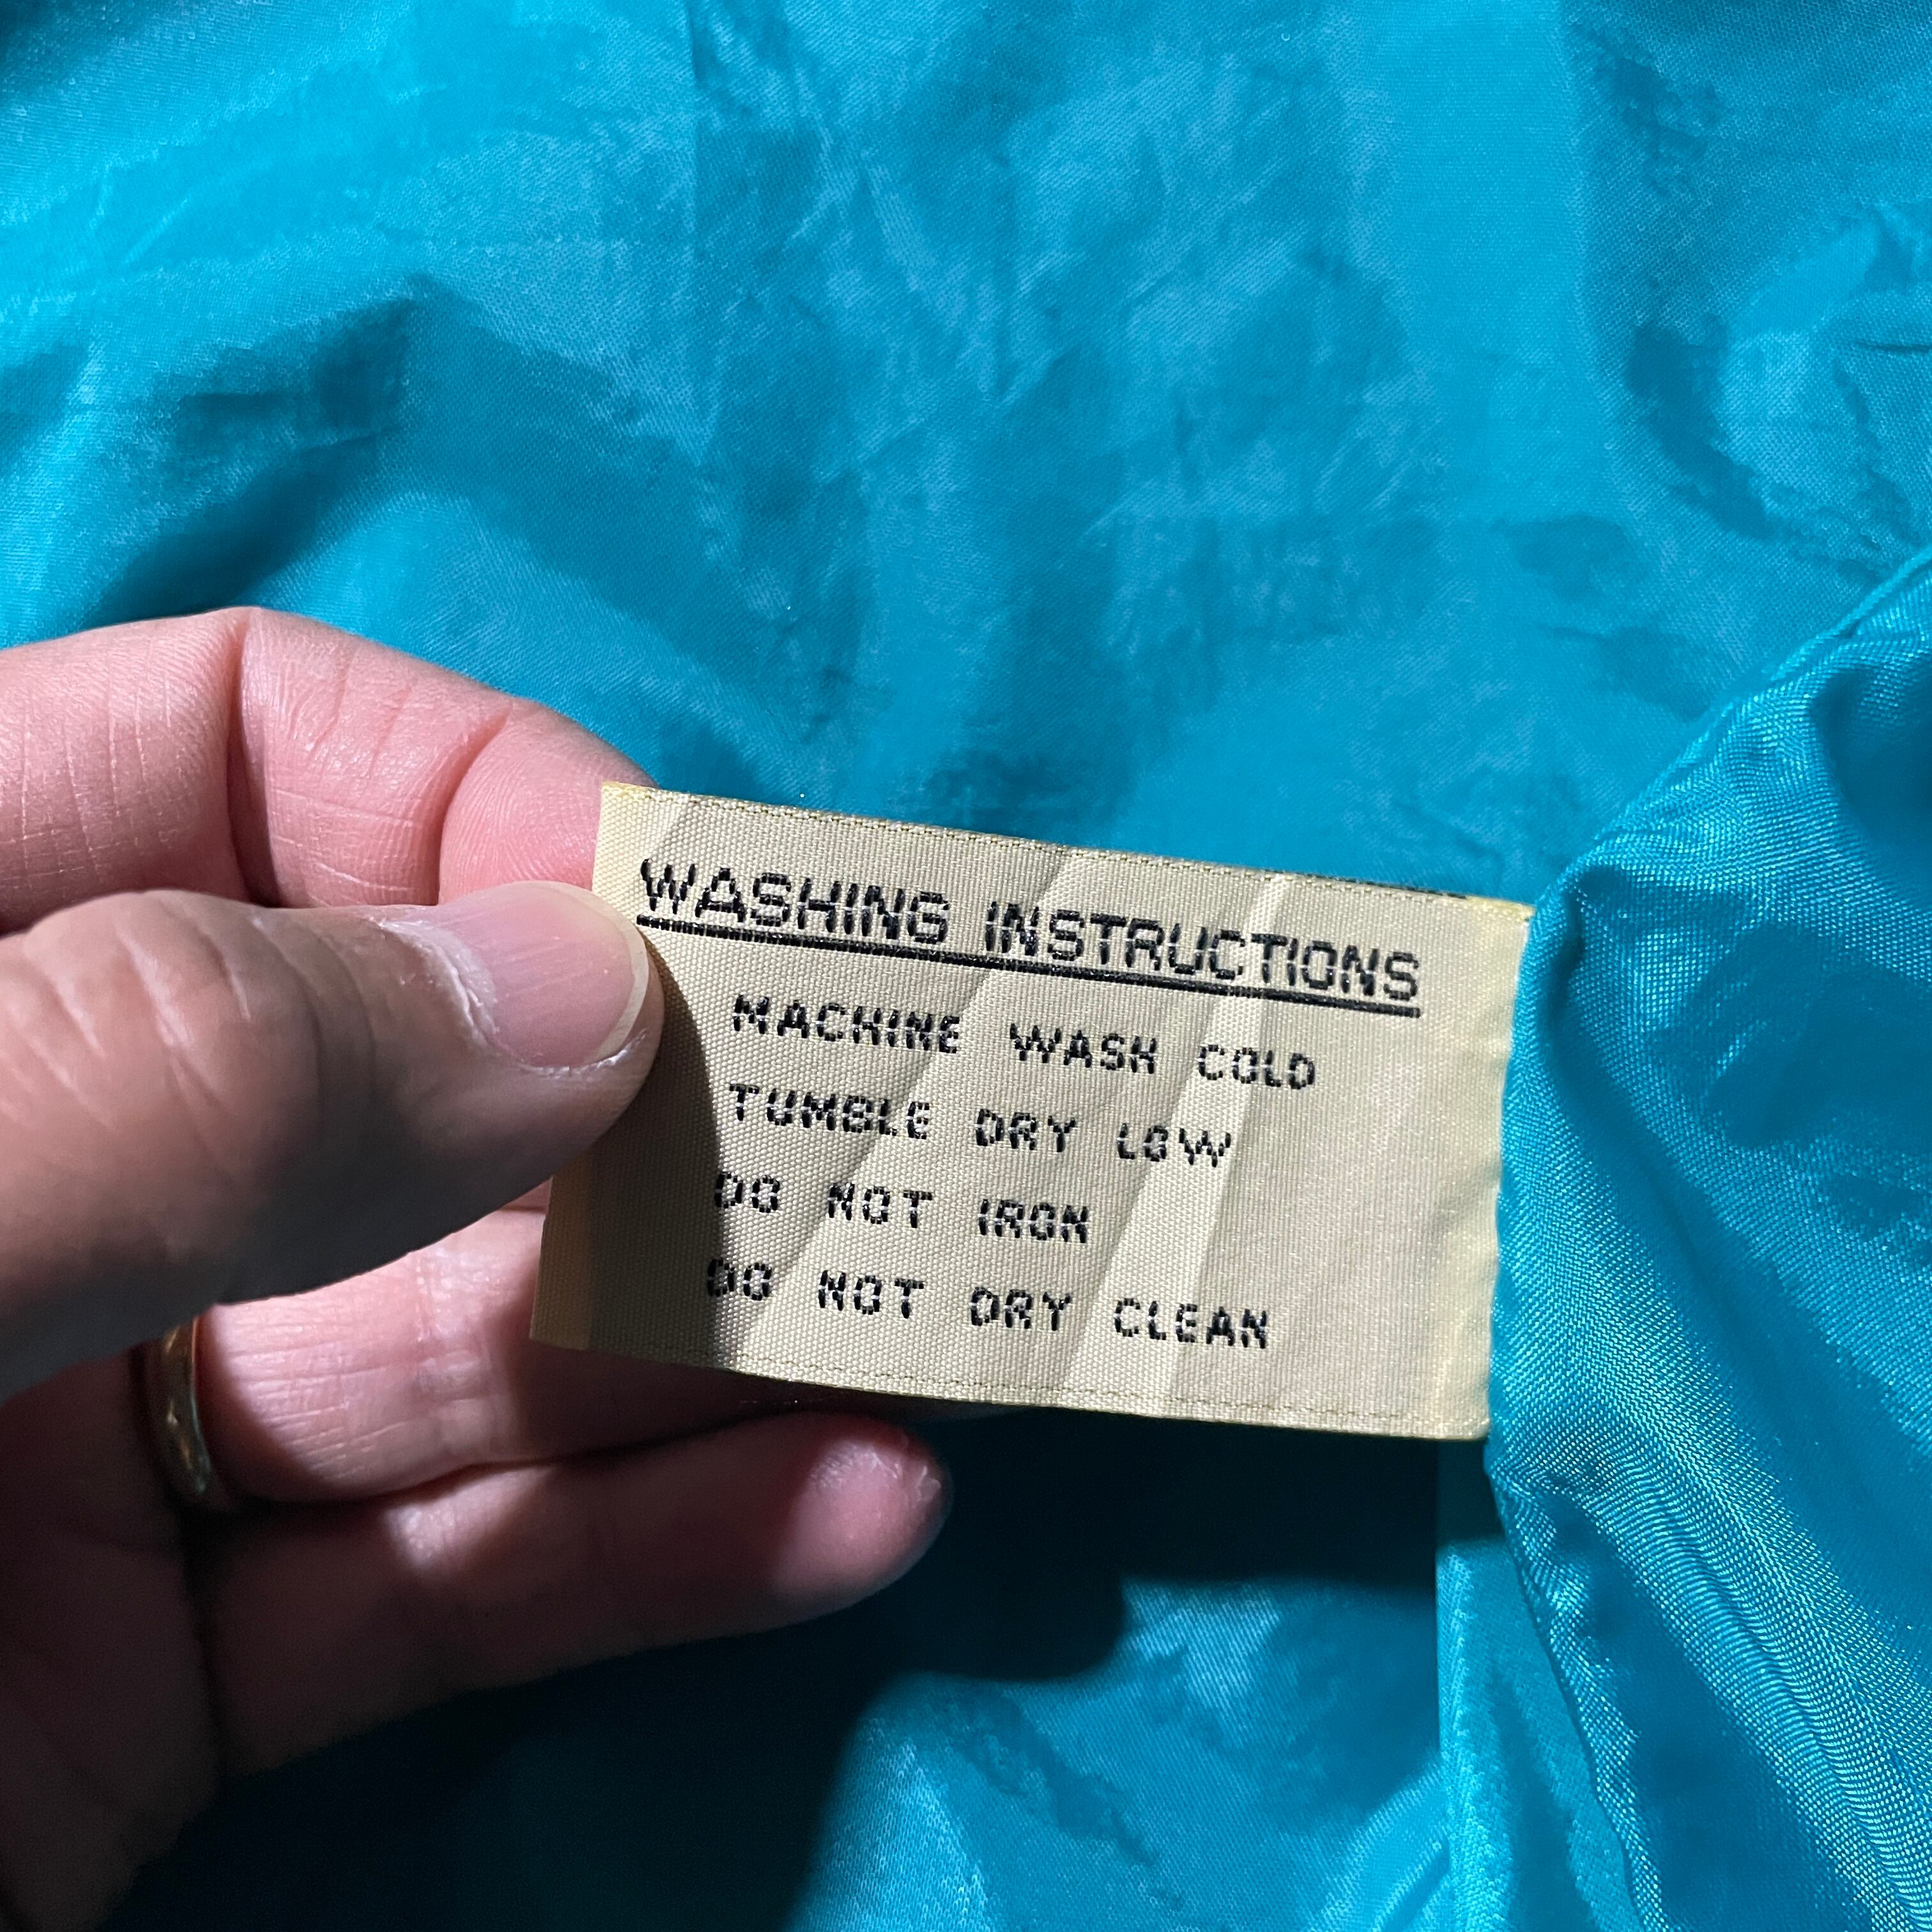 WASHING INSTRUCTIONS
MACHINE WASH COLD
TUMBLE DRY LOW
DO NOT IRON
DO NOT DRY CLEAN